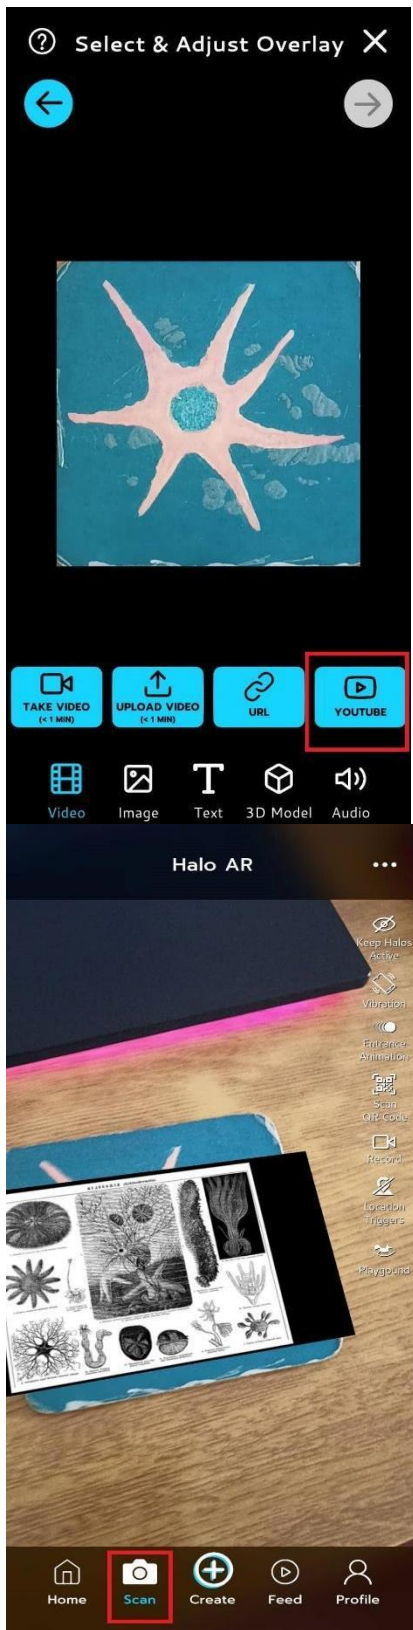 Select & Adjust Overlay
TAKE VIDEO
(< 1 MIN)
UPLOAD VIDEO
(< 1 MIN)
URL
YOUTUBE
Video
Image
Text
3D Model
Audio
Halo AR
Keep Halos
Active
Vibration
Entrance
Animation
Scan
QR Code
Record
Location
Triggers
Playgound
Home
Scan
Create
Feed
Profile